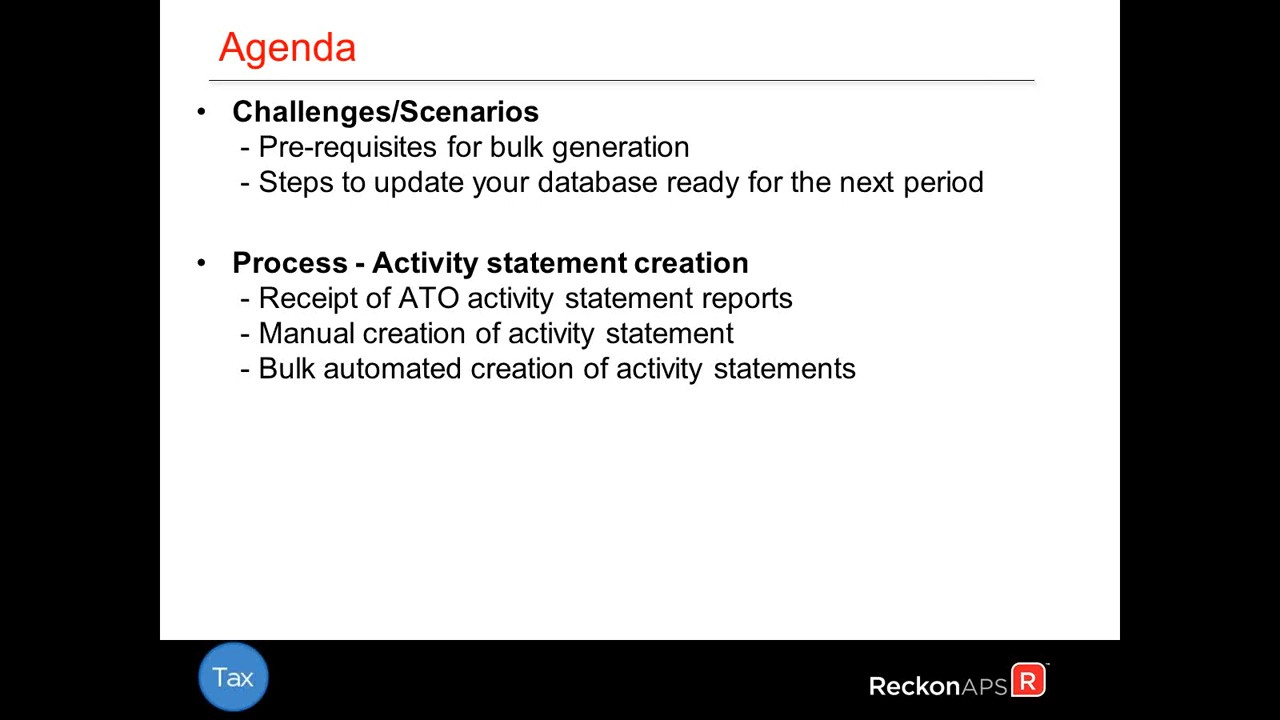 Agenda
• Challenges/Scenarios
- Pre-requisites for bulk generation
- Steps to update your database ready for the next period
• Process - Activity statement creation
- Receipt of ATO activity statement reports
- Manual creation of activity statement
- Bulk automated creation of activity statements
Tax
ReckonAPS R™